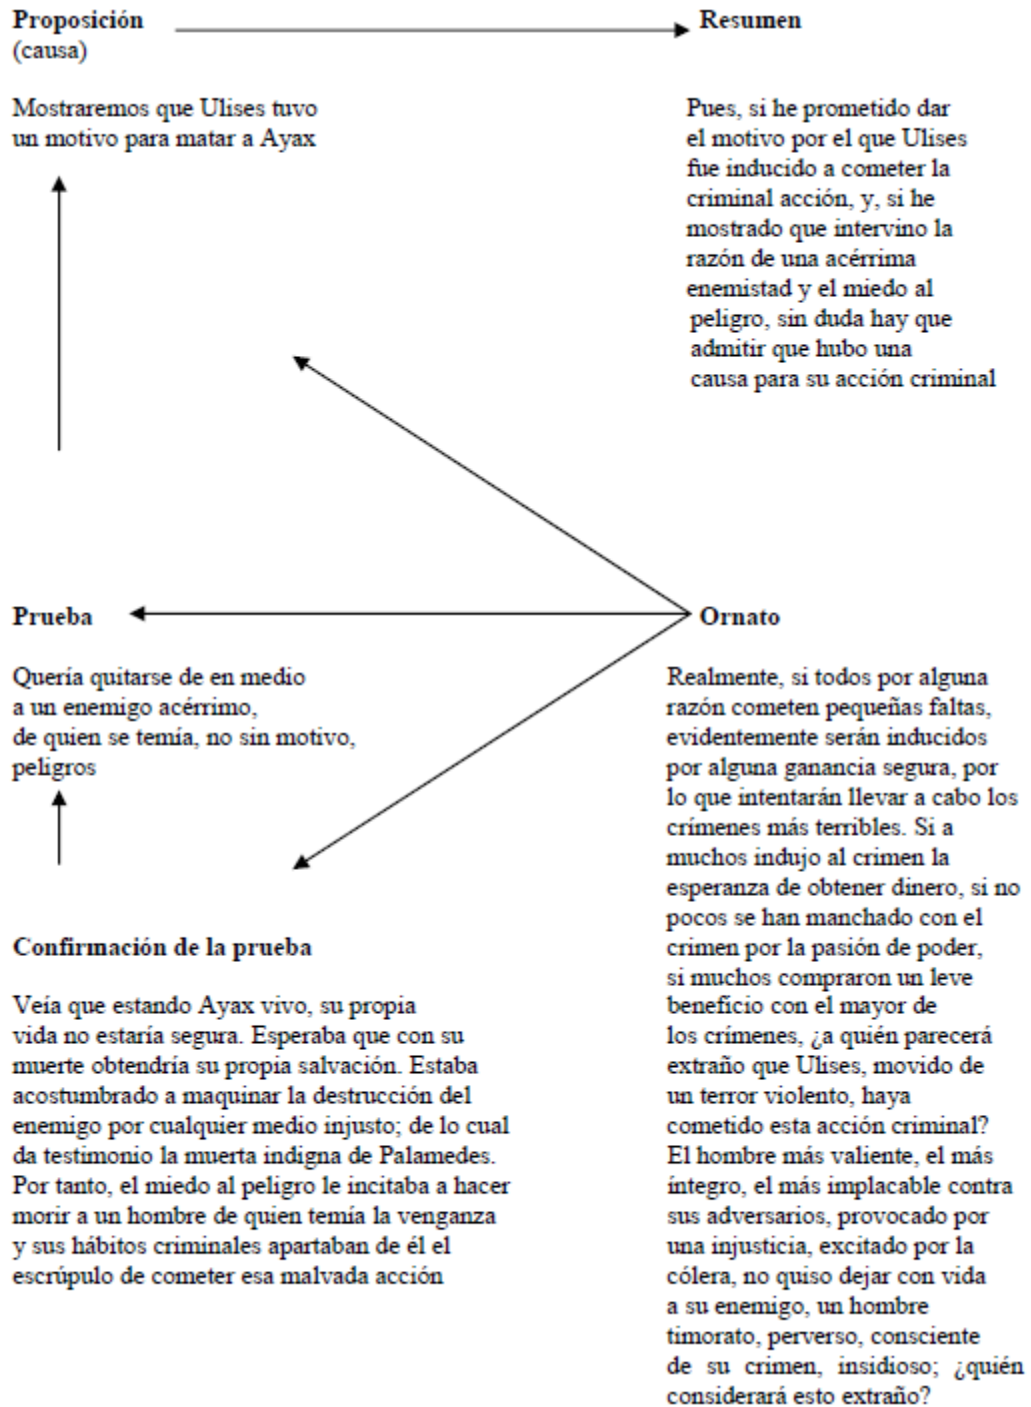 Proposición
(causa)
Mostraremos que Ulises tuvo
un motivo para matar a Ayax
Resumen
Pues, si he prometido dar
el motivo por el que Ulises
fue inducido a cometer la
criminal acción, y, si he
mostrado que intervino la
razón de una acérrima
enemistad y el miedo al
peligro, sin duda hay que
admitir que hubo una
causa para su acción criminal
Prueba
Quería quitarse de en medio
a un enemigo acérrimo,
de quien se temía, no sin motivo,
peligros
Confirmación de la prueba
Veía que estando Ayax vivo, su propia
vida no estaría segura. Esperaba que con su
muerte obtendría su propia salvación. Estaba
acostumbrado a maquinar la destrucción del
enemigo por cualquier medio injusto; de lo cual
da testimonio la muerta indigna de Palamedes.
Por tanto, el miedo al peligro le incitaba a hacer
morir a un hombre de quien temía la venganza
y sus hábitos criminales apartaban de él el
escrúpulo de cometer esa malvada acción
Ornato
Realmente, si todos por alguna
razón cometen pequeñas faltas,
evidentemente serán inducidos
por alguna ganancia segura, por
lo que intentarán llevar a cabo los
crímenes más terribles. Si a
muchos indujo al crimen la
esperanza de obtener dinero, si no
pocos se han manchado con el
crimen por la pasión de poder,
si muchos compraron un leve
beneficio con el mayor de
los crímenes, ¿a quién parecerá
extraño que Ulises, movido de
un terror violento, haya
cometido esta acción criminal?
El hombre más valiente, el más
íntegro, el más implacable contra
sus adversarios, provocado por
una injusticia, excitado por la
cólera, no quiso dejar con vida
a su enemigo, un hombre
timorato, perverso, consciente
de su crimen, insidioso; ¿quién
considerará esto extraño?